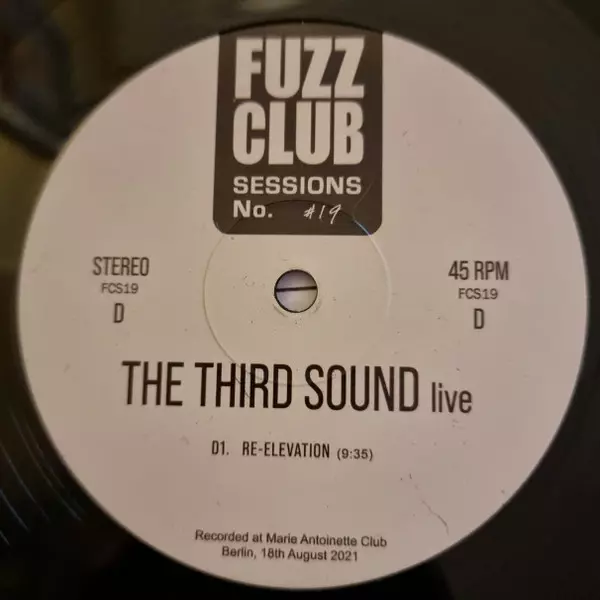 FUZZ
CLUB
SESSIONS
No. #19
STEREO
FCS19
D
45 RPM
FCS19
D
THE THIRD SOUND live
D1. RE-ELEVATION (9:35)
Recorded at Marie Antoinette Club
Berlin, 18th August 2021